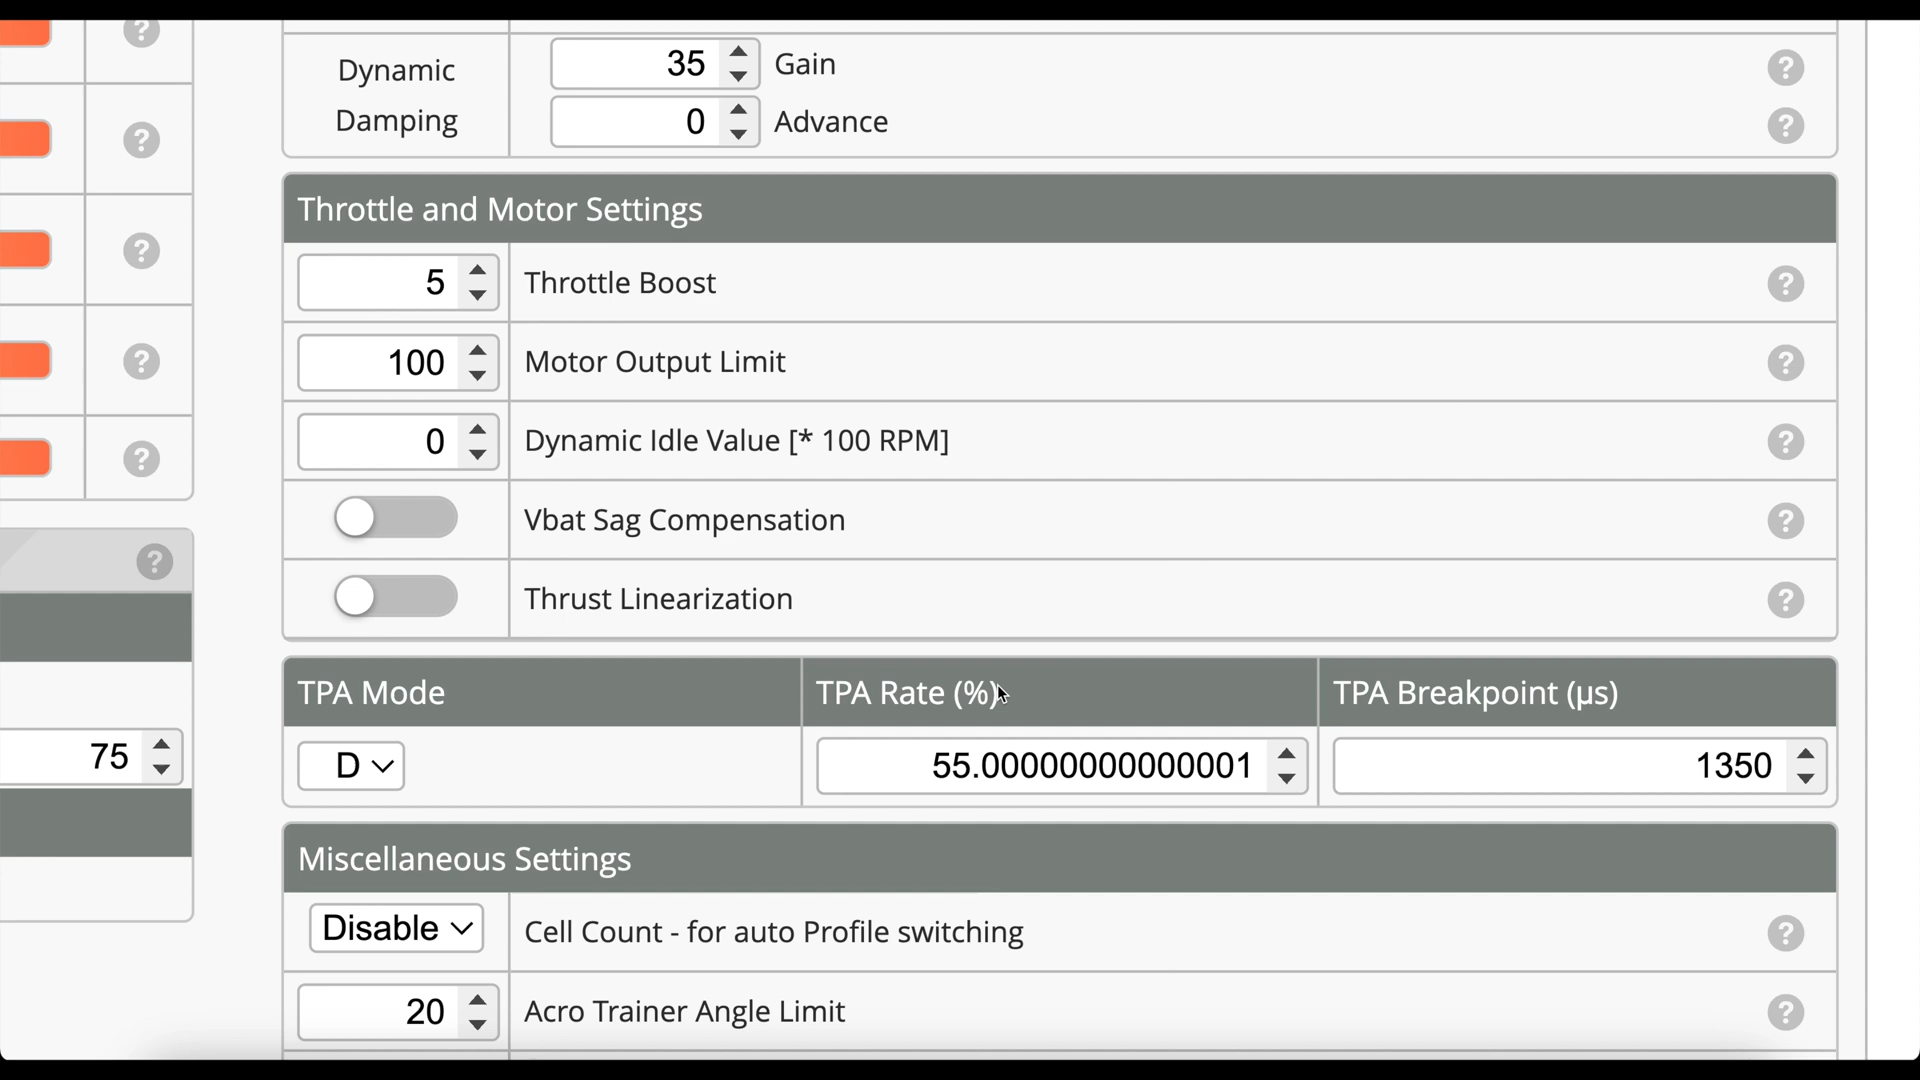 Dynamic
Damping
35 Gain
0 Advance
Throttle and Motor Settings
5 Throttle Boost
100 Motor Output Limit
0 Dynamic Idle Value [* 100 RPM]
Vbat Sag Compensation
Thrust Linearization
75
TPA Mode TPA Rate (%) TPA Breakpoint (µs)
D 55.00000000000001 1350
Miscellaneous Settings
Disable Cell Count - for auto Profile switching
20 Acro Trainer Angle Limit